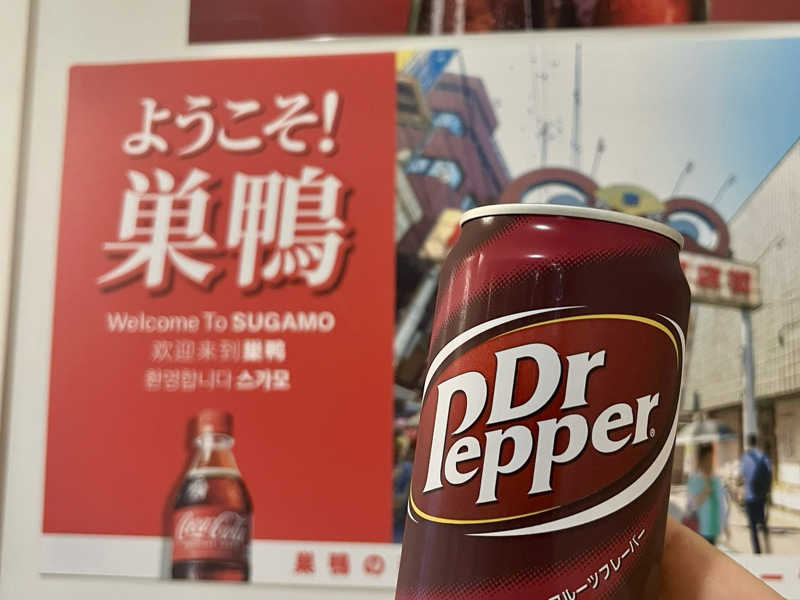 ようこそ!
巣鴨
Welcome To SUGAMO
欢迎来到巣鴨
환영합니다 스가모
Coca-Cola
巣鴨の
Dr
Pepper
フルーツフレーバー